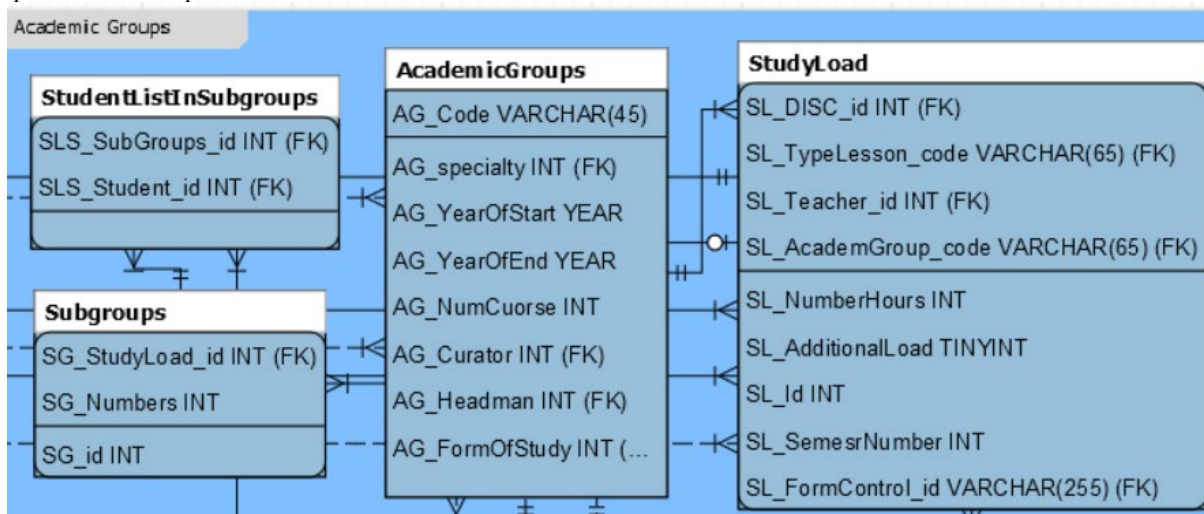 Academic Groups
StudentListInSubgroups
SLS_SubGroups_id INT (FK)
SLS_Student_id INT (FK)
Subgroups
SG_StudyLoad_id INT (FK)
SG_Numbers INT
SG_id INT
AcademicGroups
AG_Code VARCHAR(45)
AG_specialty INT (FK)
AG_YearOfStart YEAR
AG_YearOfEnd YEAR
AG_NumCuorse INT
AG_Curator INT (FK)
AG_Headman INT (FK)
AG_FormOfStudy INT (...
StudyLoad
SL_DISC_id INT (FK)
SL_TypeLesson_code VARCHAR(65) (FK)
SL_Teacher_id INT (FK)
SL_AcademGroup_code VARCHAR(65) (FK)
SL_NumberHours INT
SL_AdditionalLoad TINYINT
SL_Id INT
SL_SemesrNumber INT
SL_FormControl_id VARCHAR(255) (FK)